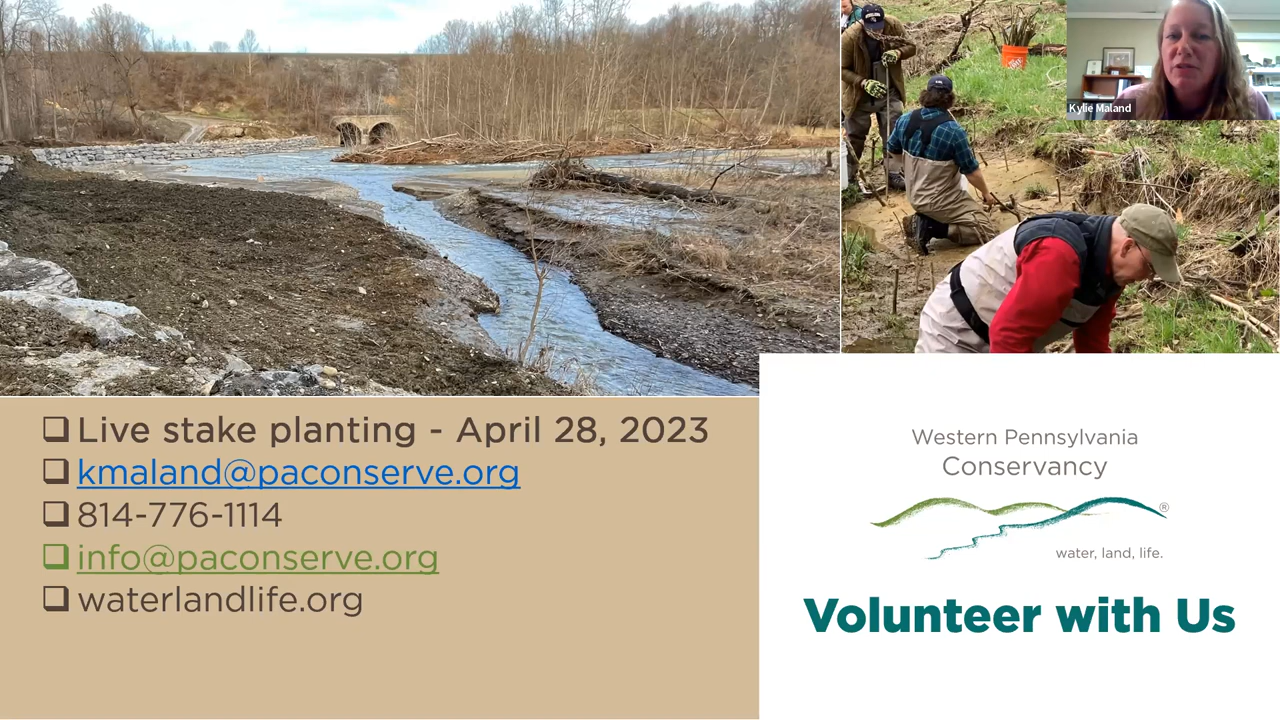 Kylie Maland
Live stake planting - April 28, 2023
kmaland@paconserve.org
814-776-1114
info@paconserve.org
waterlandlife.org
Western Pennsylvania
Conservancy
®
water, land, life.
Volunteer with Us